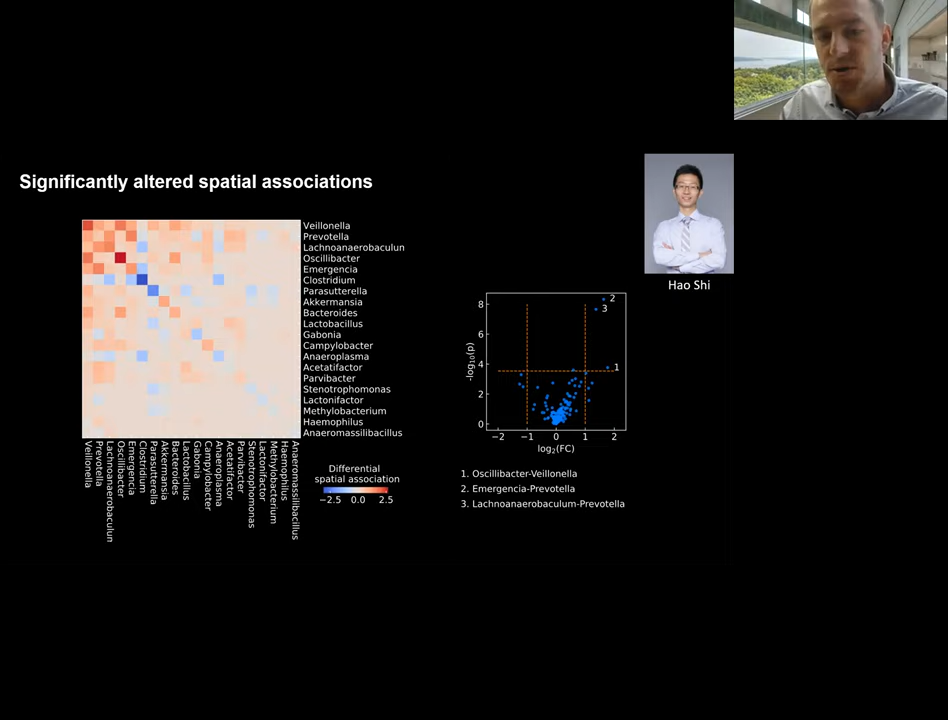 Significantly altered spatial associations
Veillonella
Prevotella
Lachnoanaerobaculun
Oscillibacter
Emergencia
Clostridium
Parasutterella
Akkermansia
Bacteroides
Lactobacillus
Gabonia
Campylobacter
Anaeroplasma
Acetatifactor
Parvibacter
Stenotrophomonas
Lactonifactor
Methylobacterium
Haemophilus
Anaeromassilibacillus
Veillonella
Prevotella
Lachnoanaerobaculun
Oscillibacter
Emergencia
Clostridium
Parasutterella
Akkermansia
Bacteroides
Lactobacillus
Gabonia
Campylobacter
Anaeroplasma
Acetatifactor
Parvibacter
Stenotrophomonas
Lactonifactor
Methylobacterium
Haemophilus
Anaeromassilibacillus
Differential
spatial association
−2.5 0.0 2.5
Hao Shi
-log₁₀(p)
8
6
4
2
0
2
3
1
−2 −1 0 1 2
log₂(FC)
1. Oscillibacter-Veillonella
2. Emergencia-Prevotella
3. Lachnoanaerobaculum-Prevotella